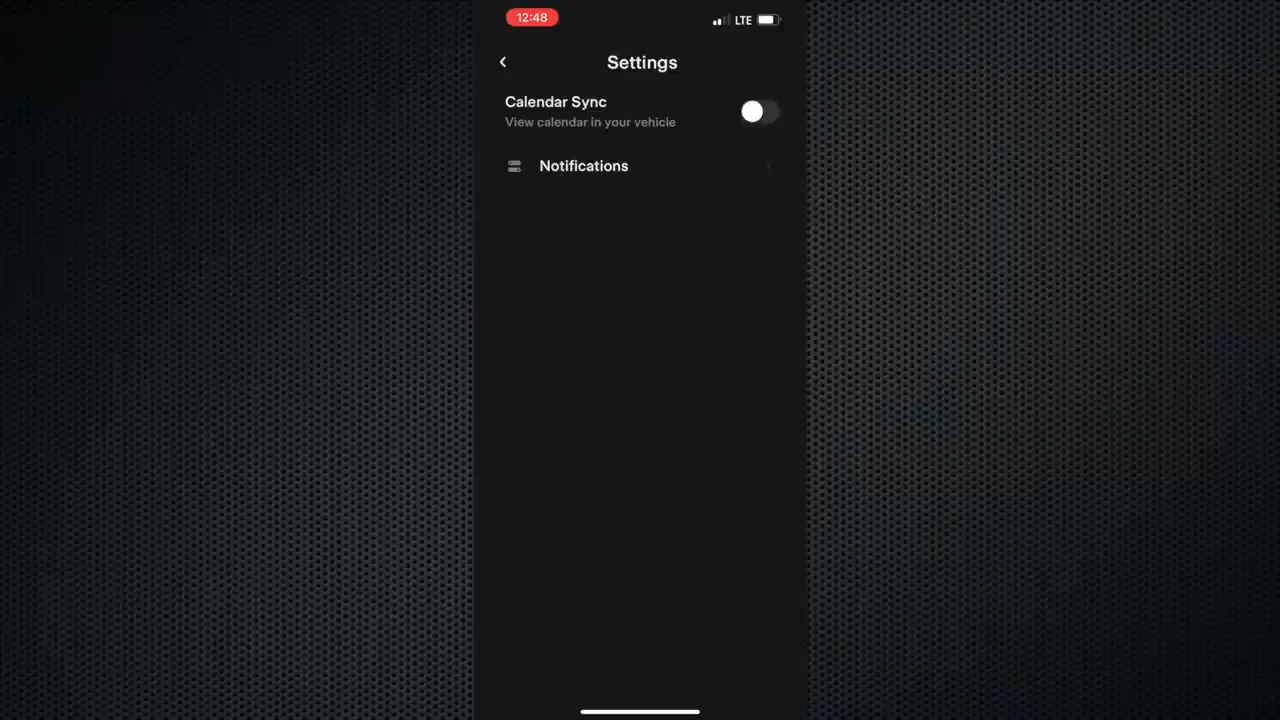 12:48
LTE
Settings
Calendar Sync
View calendar in your vehicle
Notifications